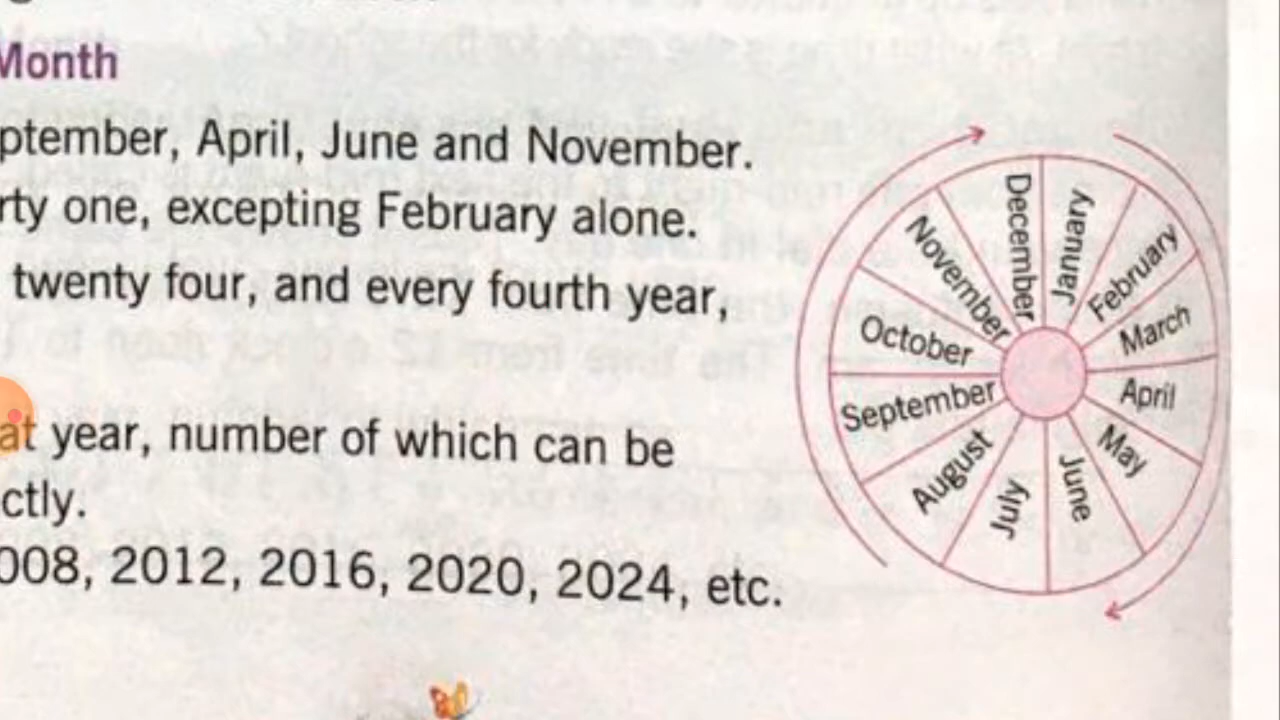 Month
ptember, April, June and November.
rty one, excepting February alone.
twenty four, and every fourth year,
at year, number of which can be
ctly.
008, 2012, 2016, 2020, 2024, etc.
January
February
March
April
May
June
July
August
September
October
November
December